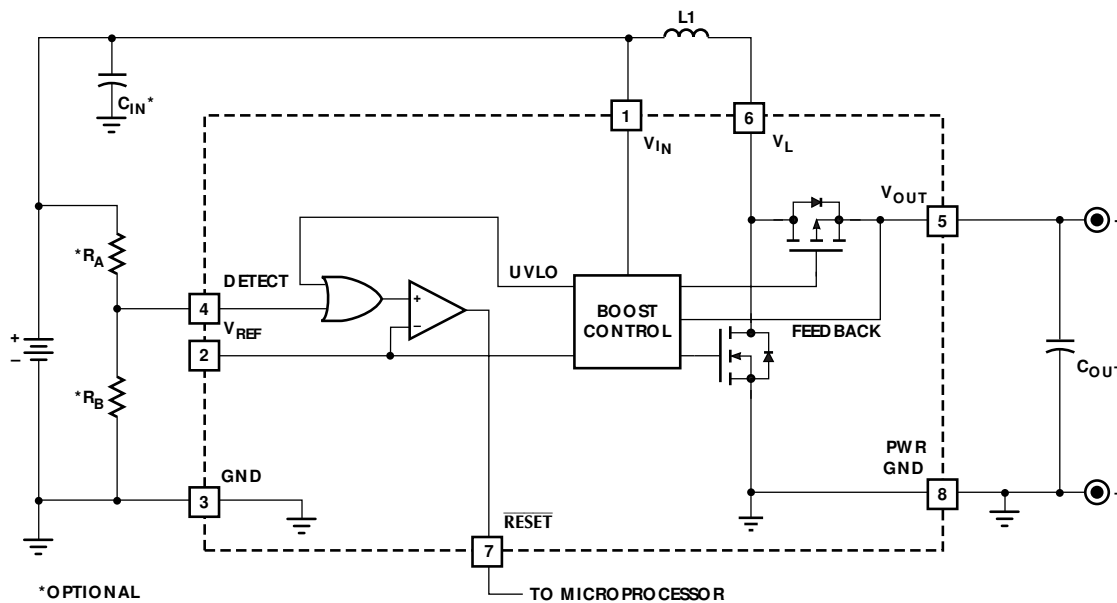 L1
C_IN*
1
V_IN
6
V_L
V_OUT
5
*R_A
DETECT
UVLO
4
V_REF
+
−
BOOST
CONTROL
FEEDBACK
2
+
−
*R_B
C_OUT
GND
PWR
GND
3
8
RESET
7
*OPTIONAL
TO MICROPROCESSOR